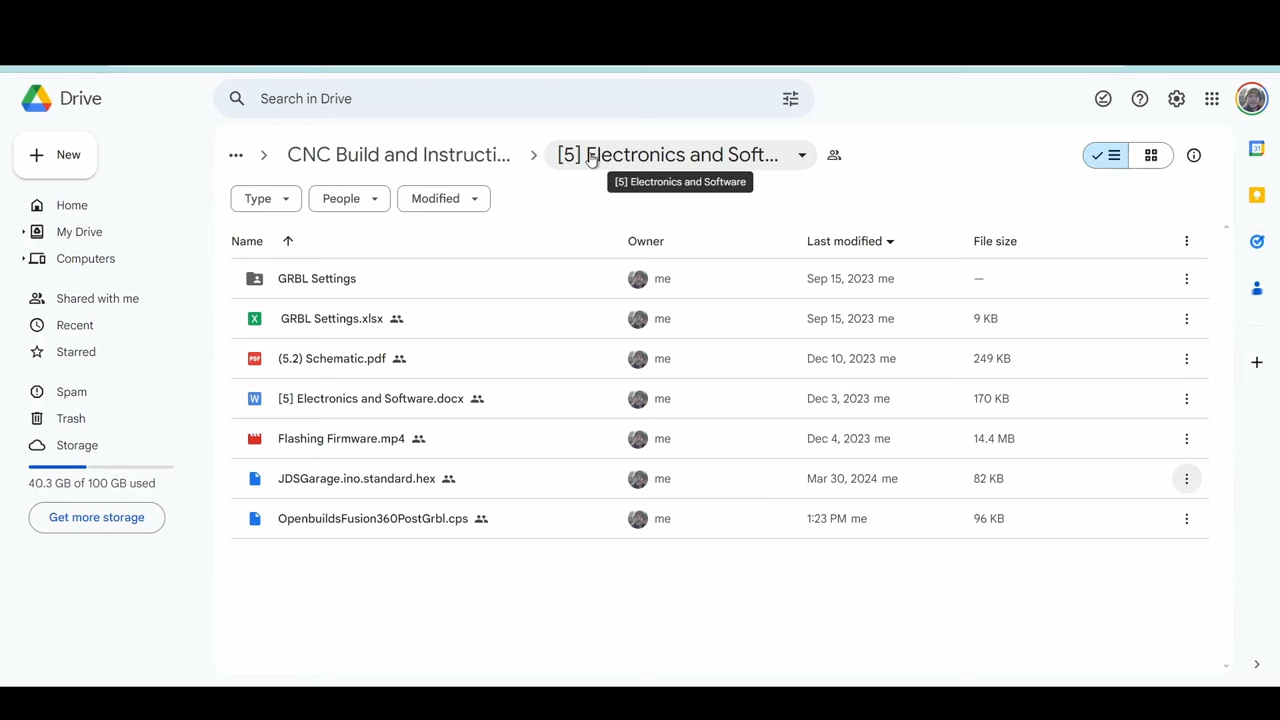 Drive
Search in Drive
New
CNC Build and Instructi...
[5] Electronics and Soft...
[5] Electronics and Software
Type
People
Modified
Home
My Drive
Computers
Shared with me
Recent
Starred
Spam
Trash
Storage
40.3 GB of 100 GB used
Get more storage
Name Owner Last modified File size
GRBL Settings me Sep 15, 2023 me —
GRBL Settings.xlsx me Sep 15, 2023 me 9 KB
(5.2) Schematic.pdf me Dec 10, 2023 me 249 KB
[5] Electronics and Software.docx me Dec 3, 2023 me 170 KB
Flashing Firmware.mp4 me Dec 4, 2023 me 14.4 MB
JDSGarage.ino.standard.hex me Mar 30, 2024 me 82 KB
OpenbuildsFusion360PostGrbl.cps me 1:23 PM me 96 KB
X
PDF
W
31